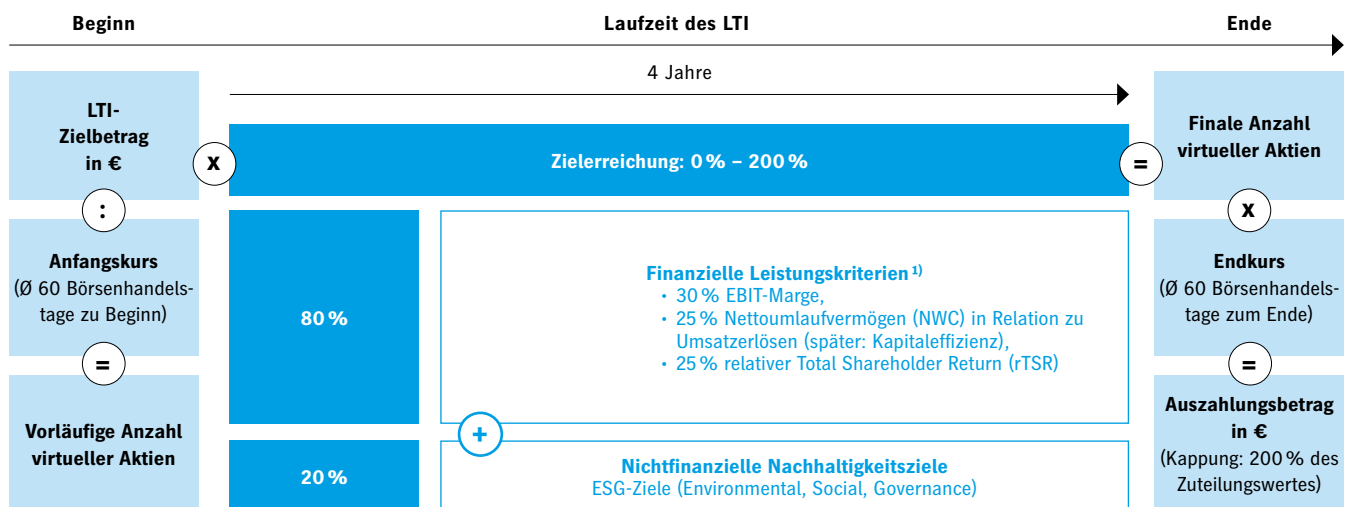 Beginn
Laufzeit des LTI
Ende
4 Jahre
LTI-
Zielbetrag
in €
:
Anfangskurs
(Ø 60 Börsenhandels-
tage zu Beginn)
=
Vorläufige Anzahl
virtueller Aktien
x
Zielerreichung: 0 % – 200 %
=
80 %
Finanzielle Leistungskriterien 1)
• 30 % EBIT-Marge,
• 25 % Nettoumlaufvermögen (NWC) in Relation zu
Umsatzerlösen (später: Kapitaleffizienz),
• 25 % relativer Total Shareholder Return (rTSR)
+
20 %
Nichtfinanzielle Nachhaltigkeitsziele
ESG-Ziele (Environmental, Social, Governance)
Finale Anzahl
virtueller Aktien
x
Endkurs
(Ø 60 Börsenhandels-
tage zum Ende)
=
Auszahlungsbetrag
in €
(Kappung: 200 % des
Zuteilungswertes)